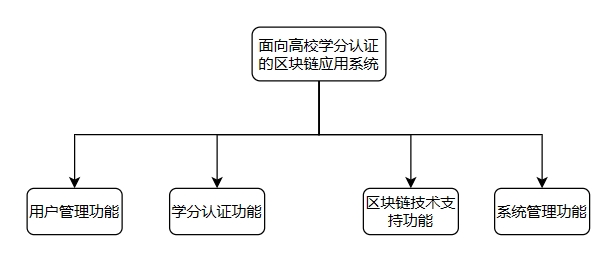 面向高校学分认证
的区块链应用系统
用户管理功能
学分认证功能
区块链技术支
持功能
系统管理功能